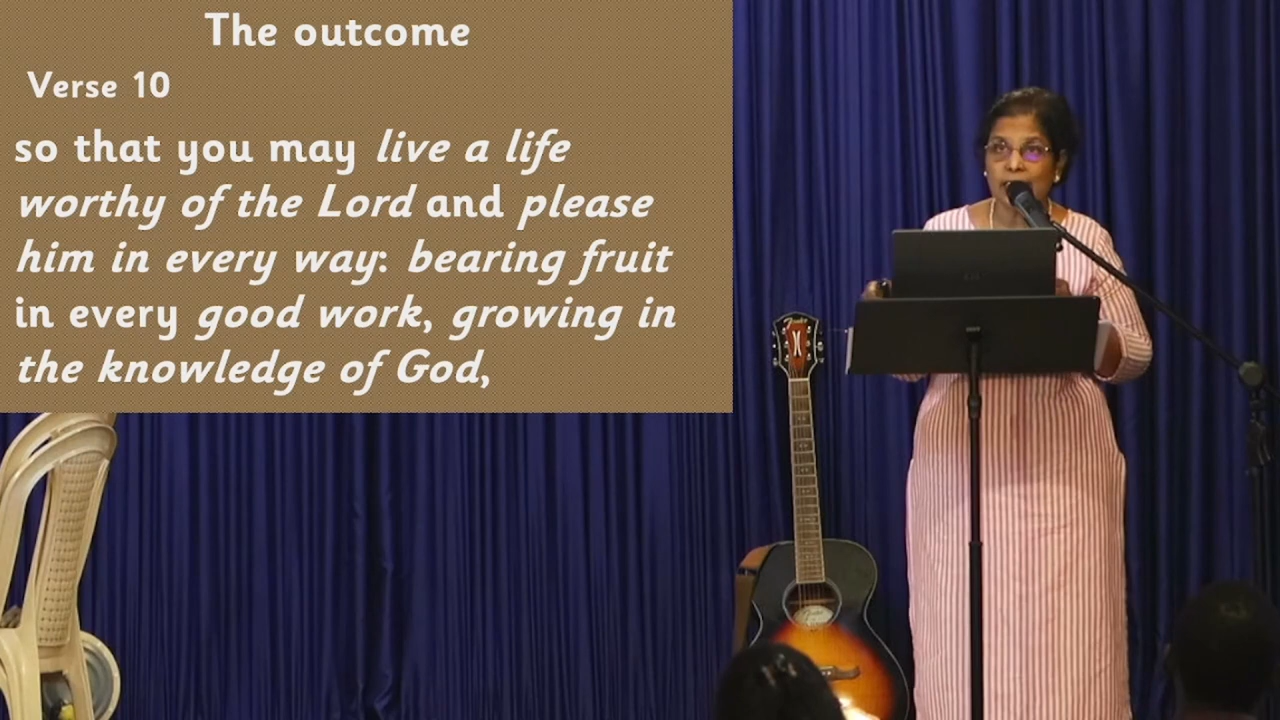 The outcome
Verse 10
so that you may live a life
worthy of the Lord and please
him in every way: bearing fruit
in every good work, growing in
the knowledge of God,
Fender